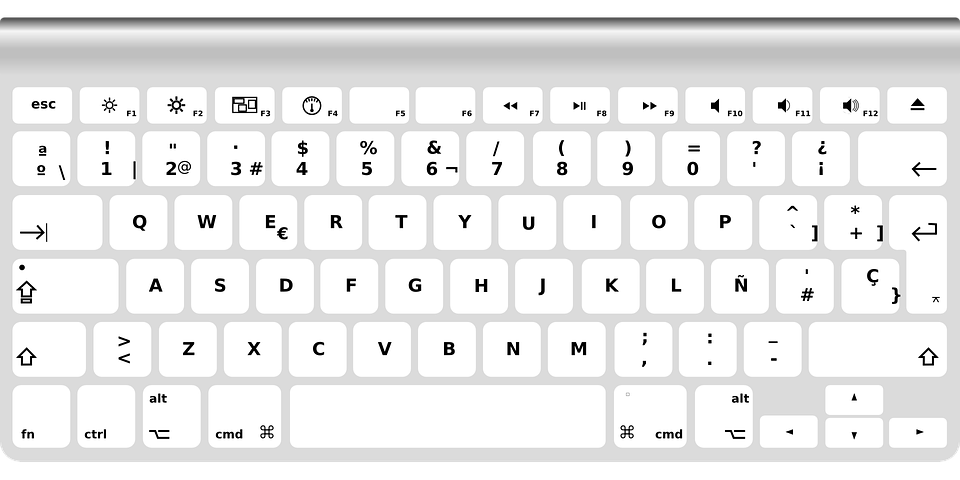 esc F1 F2 F3 F4 F5 F6 F7 F8 F9 F10 F11 F12
ª ! " · $ % & / ( ) = ? ¿
º \ 1 | 2@ 3 # 4 5 6 ¬ 7 8 9 0 ' ¡ ←
→| Q W E € R T Y U I O P ^ ` ] * + ]
A S D F G H J K L Ñ ' # Ç }
> < Z X C V B N M ; , : . _ -
alt alt
fn ctrl ⌥ cmd ⌘ ⌘ cmd ⌥